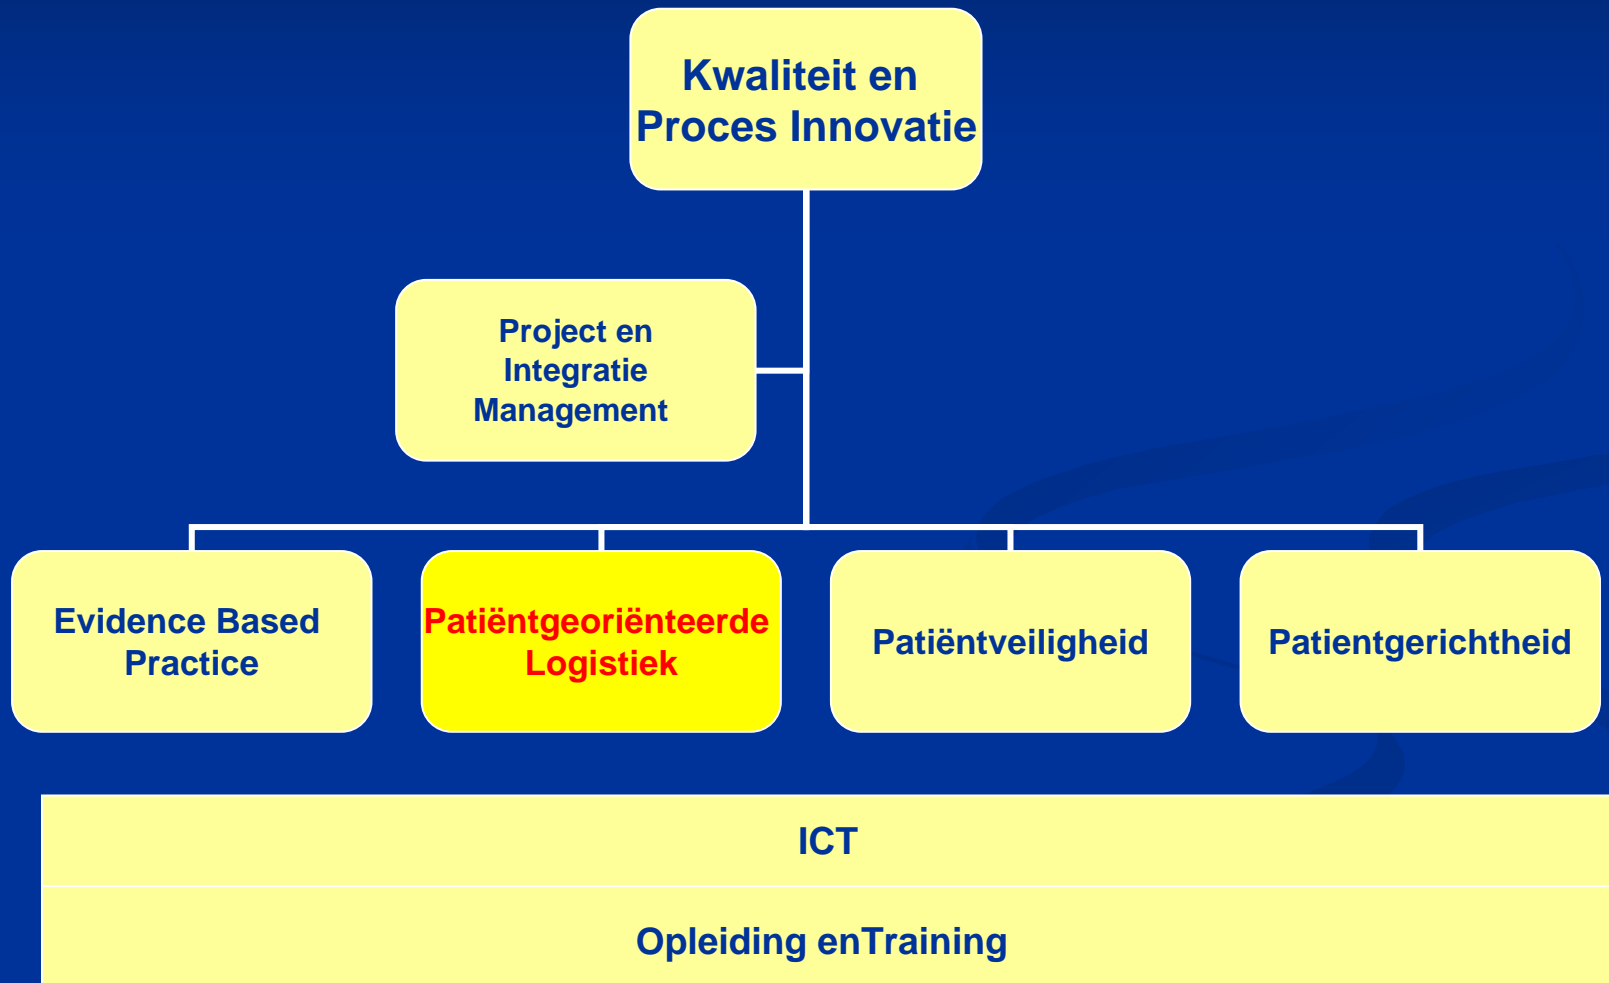 Kwaliteit en
Proces Innovatie
Project en
Integratie
Management
Evidence Based
Practice
Patiëntgeoriënteerde
Logistiek
Patiëntveiligheid
Patientgerichtheid
ICT
Opleiding enTraining